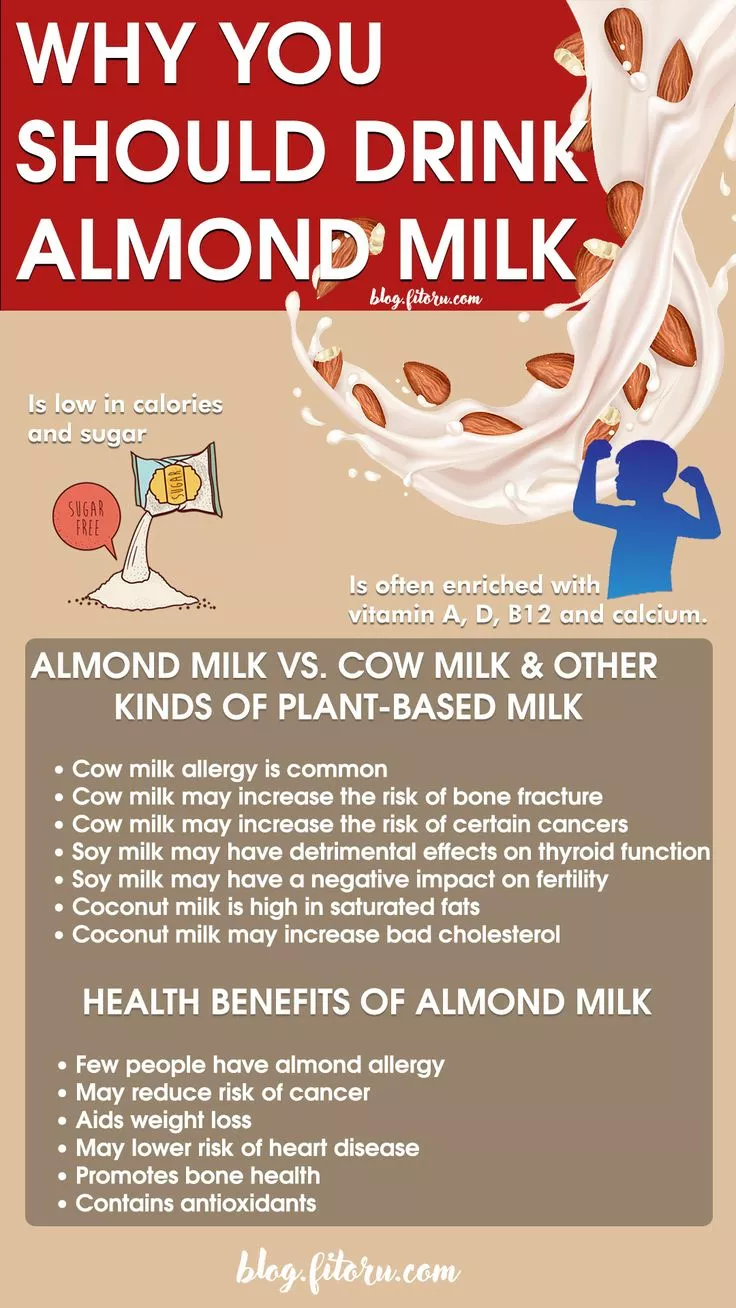 WHY YOU
SHOULD DRINK
ALMOND MILK
blog.fitoru.com
Is low in calories
and sugar
SUGAR
SUGAR
FREE
Is often enriched with
vitamin A, D, B12 and calcium.
ALMOND MILK VS. COW MILK & OTHER
KINDS OF PLANT-BASED MILK
• Cow milk allergy is common
• Cow milk may increase the risk of bone fracture
• Cow milk may increase the risk of certain cancers
• Soy milk may have detrimental effects on thyroid function
• Soy milk may have a negative impact on fertility
• Coconut milk is high in saturated fats
• Coconut milk may increase bad cholesterol
HEALTH BENEFITS OF ALMOND MILK
• Few people have almond allergy
• May reduce risk of cancer
• Aids weight loss
• May lower risk of heart disease
• Promotes bone health
• Contains antioxidants
blog.fitoru.com